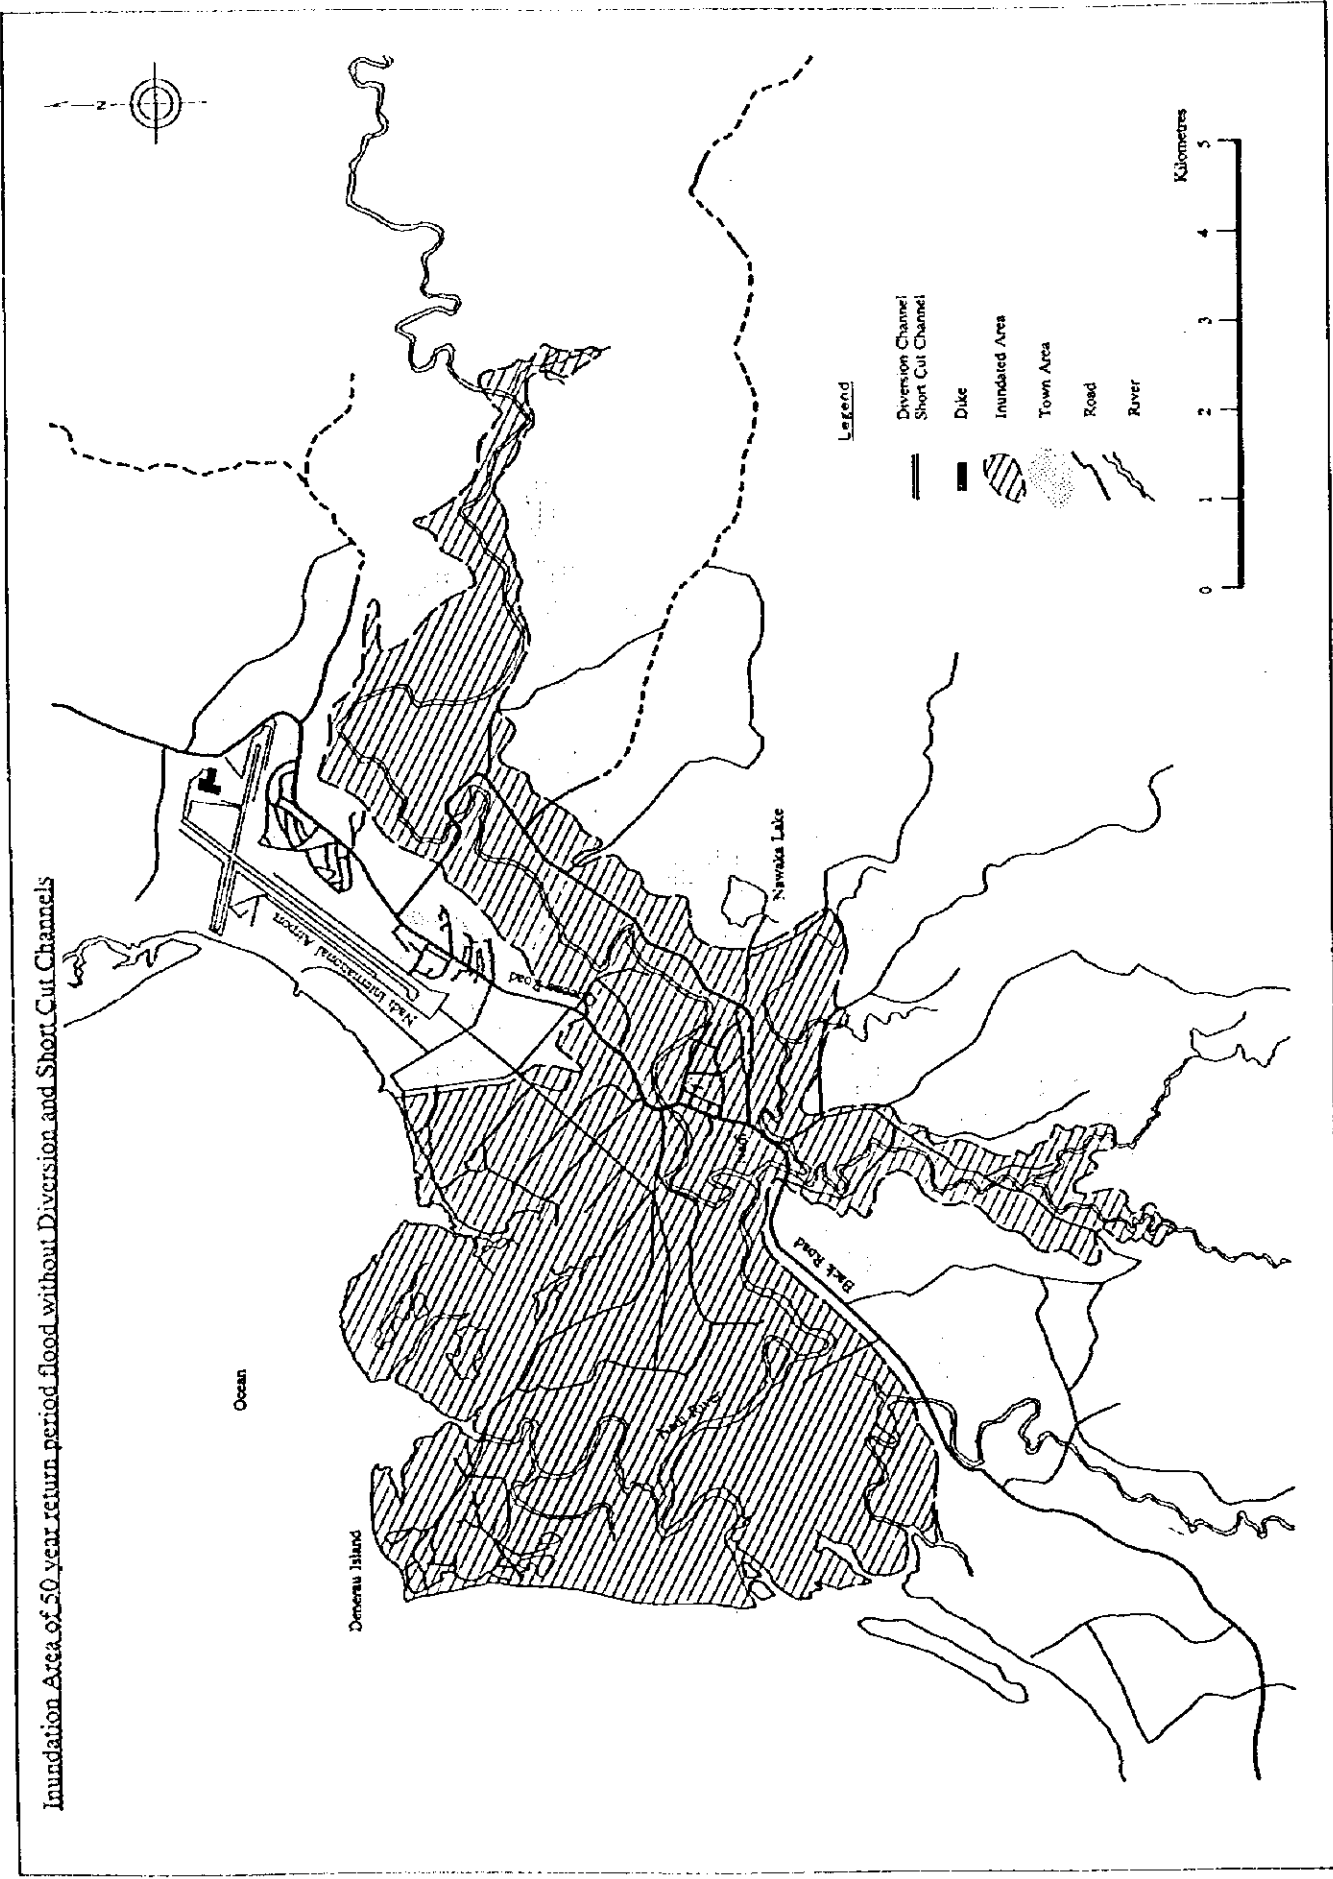 Inundation Area of 50 year return period flood without Diversion and Short Cut Channels
N
Ocean
Denerau Island
Nadi International Airport
Access Road
Nadi River
Back Road
Nawaka Lake
Legend
Diversion Channel
Short Cut Channel
Dike
Inundated Area
Town Area
Road
River
Kilometres
0 1 2 3 4 5